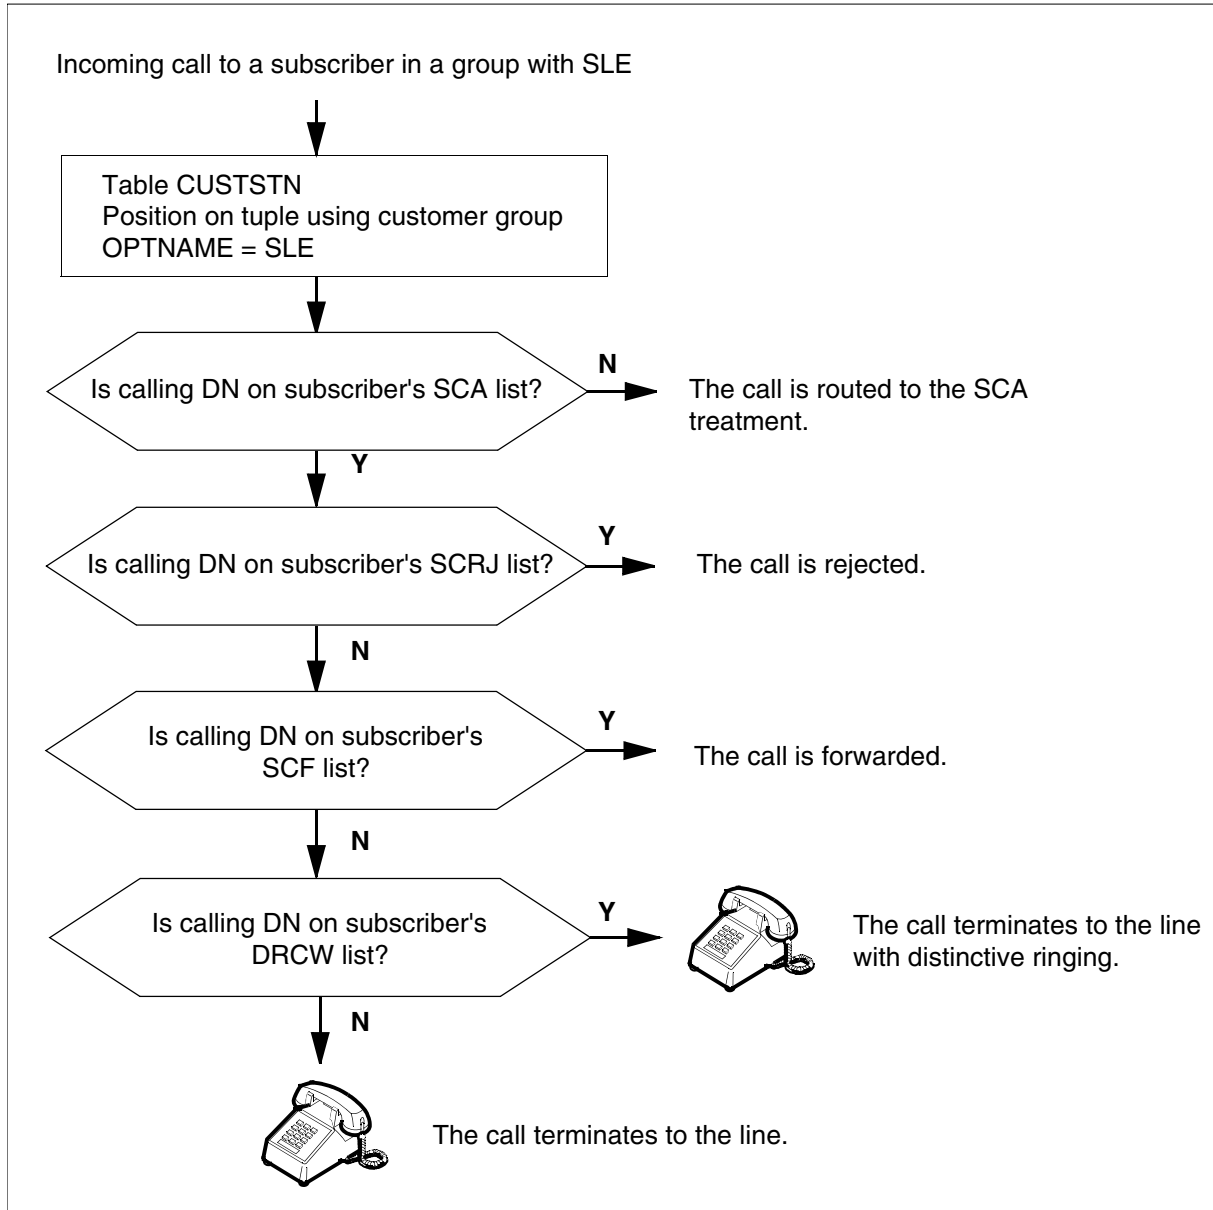 Incoming call to a subscriber in a group with SLE
Table CUSTSTN
Position on tuple using customer group
OPTNAME = SLE
Is calling DN on subscriber's SCA list?
N
The call is routed to the SCA
treatment.
Y
Is calling DN on subscriber's SCRJ list?
Y
The call is rejected.
N
Is calling DN on subscriber's
SCF list?
Y
The call is forwarded.
N
Is calling DN on subscriber's
DRCW list?
Y
The call terminates to the line
with distinctive ringing.
N
The call terminates to the line.